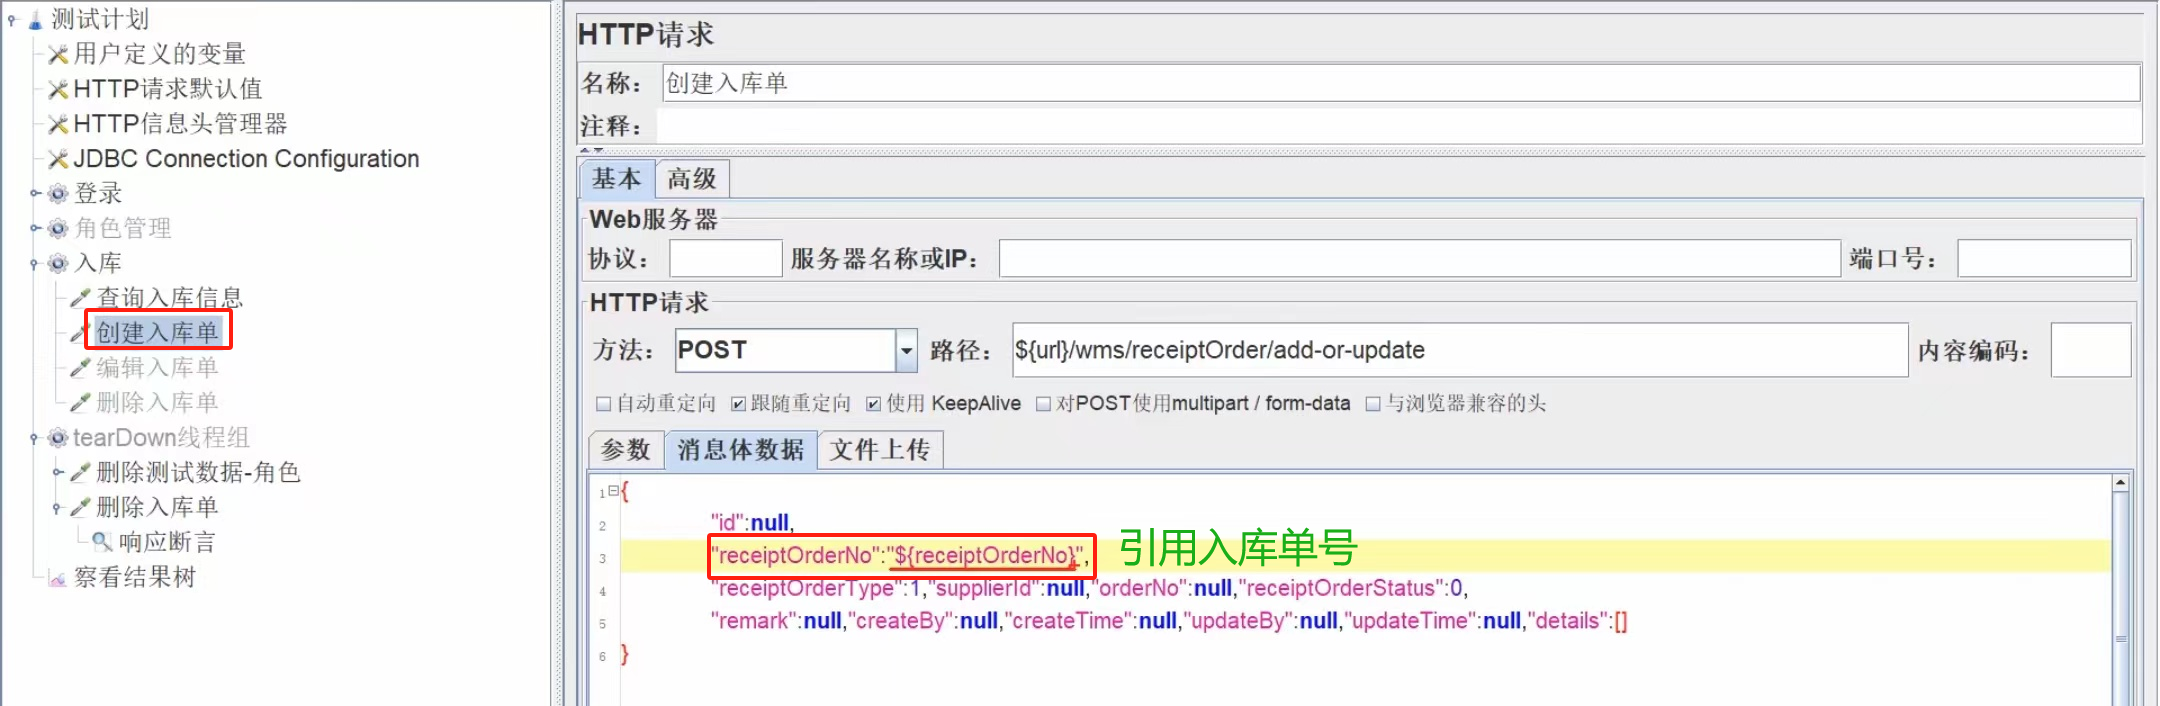 测试计划
用户定义的变量
HTTP请求默认值
HTTP信息头管理器
JDBC Connection Configuration
登录
角色管理
入库
查询入库信息
创建入库单
编辑入库单
删除入库单
tearDown线程组
删除测试数据-角色
删除入库单
响应断言
察看结果树
HTTP请求
名称： 创建入库单
注释：
基本 高级
Web服务器
协议： 服务器名称或IP： 端口号：
HTTP请求
方法： POST 路径： ${url}/wms/receiptOrder/add-or-update 内容编码：
自动重定向 跟随重定向 使用 KeepAlive 对POST使用multipart / form-data 与浏览器兼容的头
参数 消息体数据 文件上传
1 {
2 "id":null,
3 "receiptOrderNo":"${receiptOrderNo}", 引用入库单号
4 "receiptOrderType":1,"supplierId":null,"orderNo":null,"receiptOrderStatus":0,
5 "remark":null,"createBy":null,"createTime":null,"updateBy":null,"updateTime":null,"details":[]
6 }